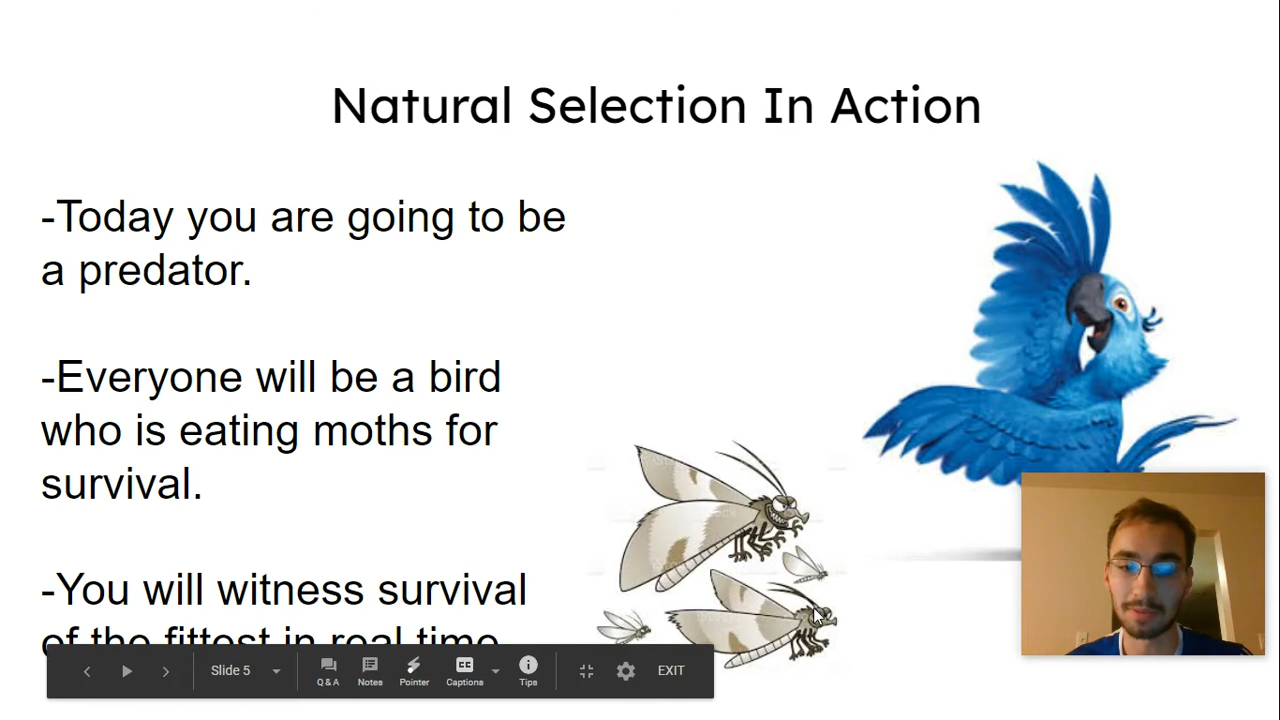 Natural Selection In Action
-Today you are going to be
a predator.
-Everyone will be a bird
who is eating moths for
survival.
-You will witness survival
of the fittest in real time
Slide 5
Q & A
Notes
Pointer
CC
Captions
Tips
EXIT